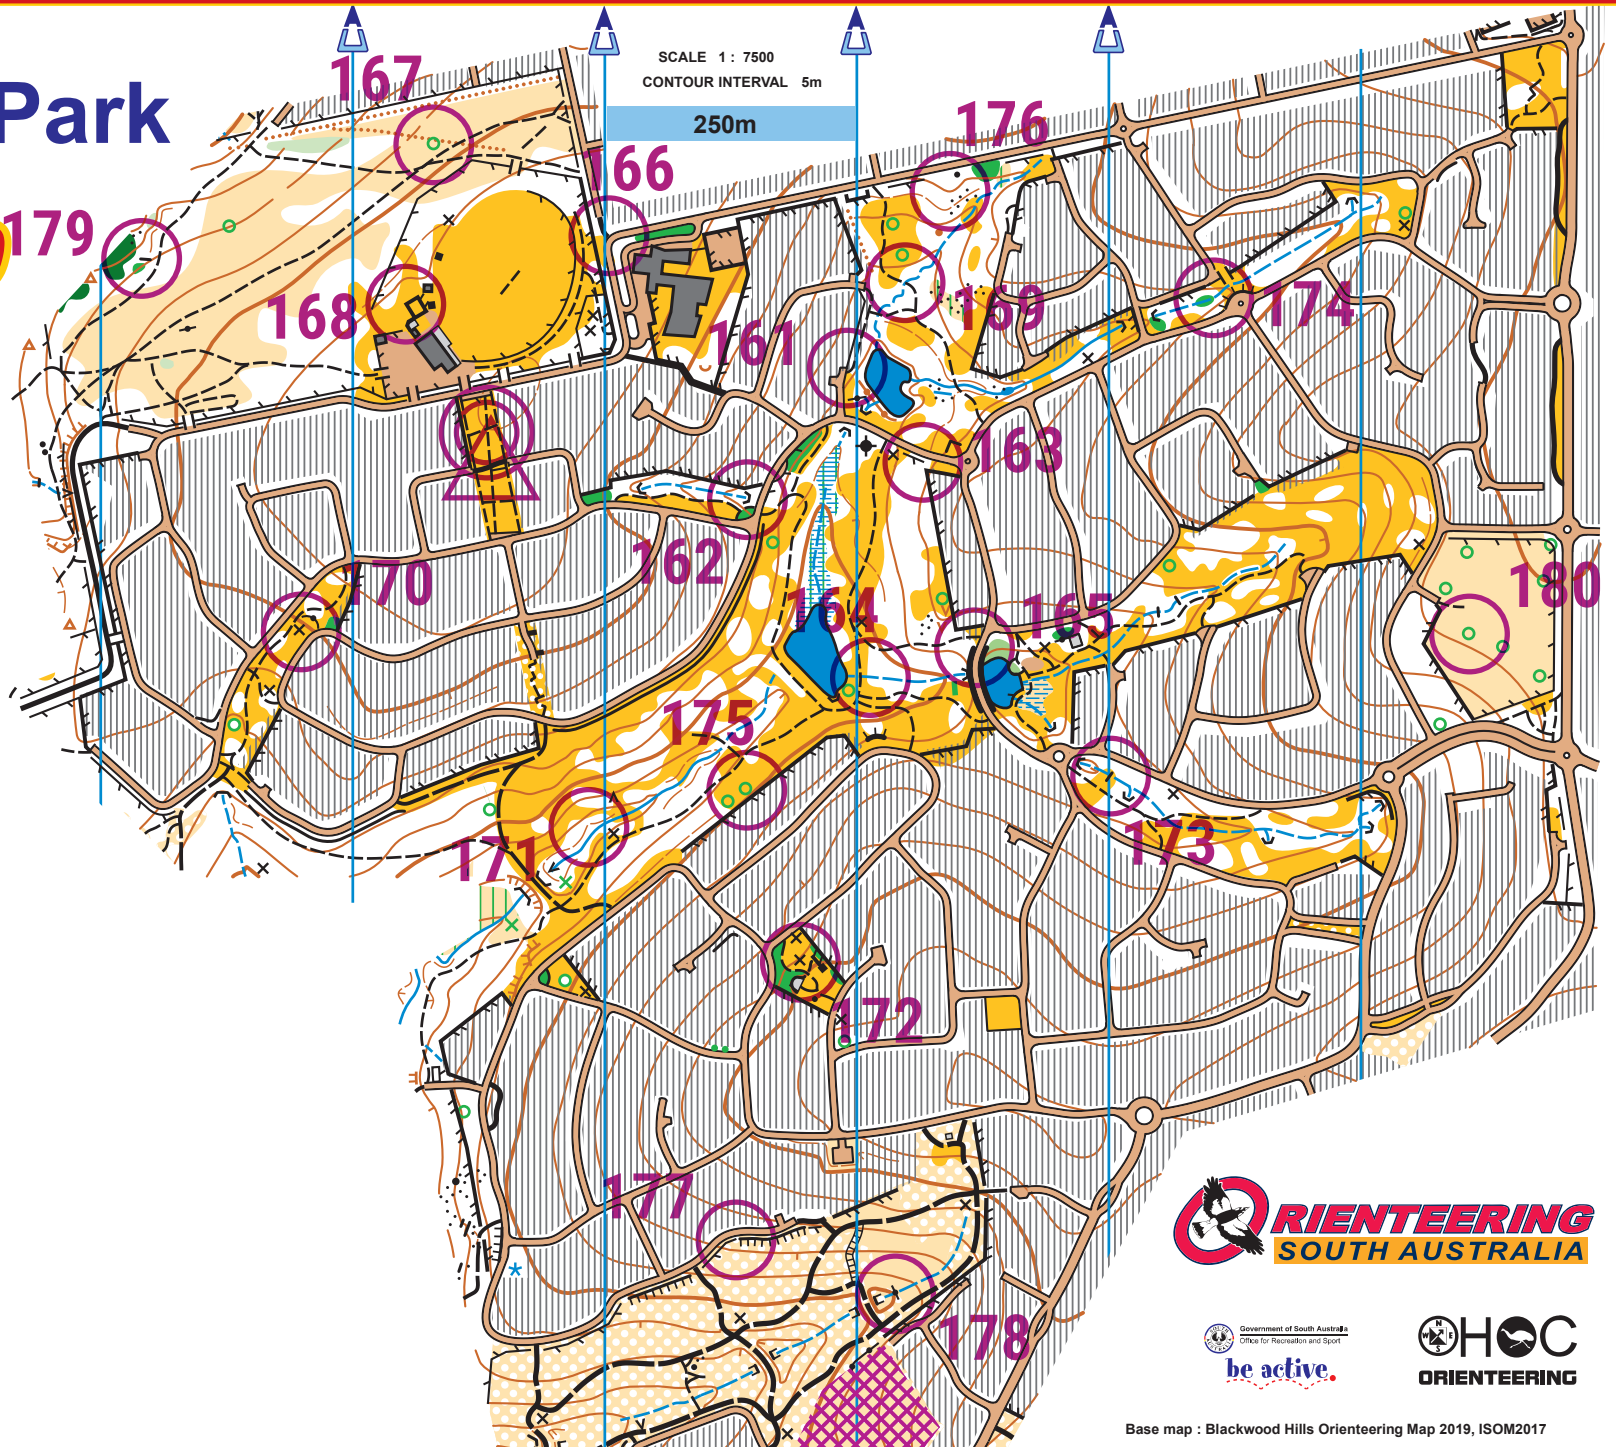 Park
SCALE 1 : 7500
CONTOUR INTERVAL 5m
250m
167
176
166
179
168
169
174
161
163
162
170
164
165
180
175
171
173
172
177
178
ORIENTEERING
SOUTH AUSTRALIA
Government of South Australia
Office for Recreation and Sport
be active.
N
W E
S
OHOC
ORIENTEERING
Base map : Blackwood Hills Orienteering Map 2019, ISOM2017